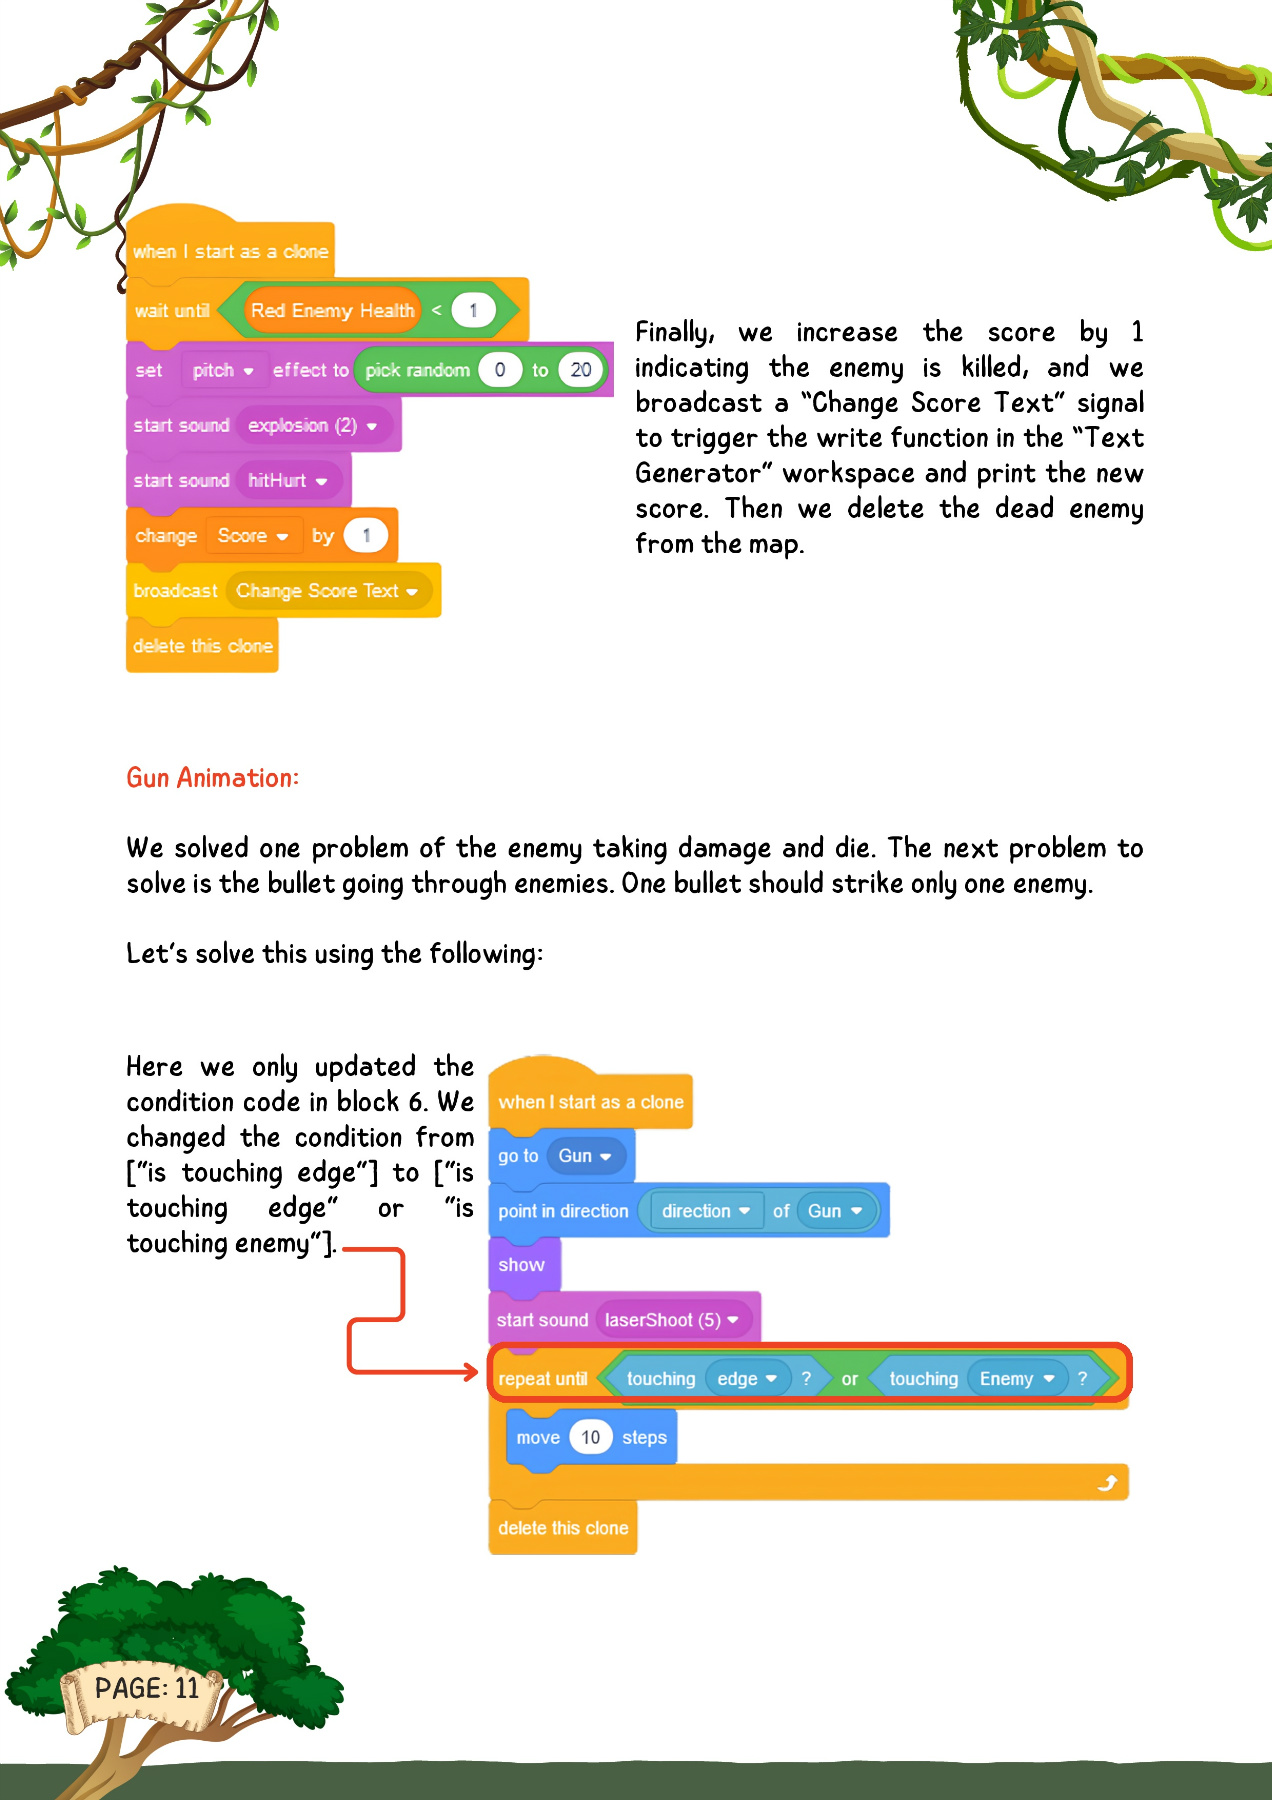 when I start as a clone
wait until Red Enemy Health < 1
set pitch effect to pick random 0 to 20
start sound explosion (2)
start sound hitHurt
change Score by 1
broadcast Change Score Text
delete this clone
Finally, we increase the score by 1
indicating the enemy is killed, and we
broadcast a “Change Score Text” signal
to trigger the write function in the “Text
Generator” workspace and print the new
score. Then we delete the dead enemy
from the map.
Gun Animation:
We solved one problem of the enemy taking damage and die. The next problem to
solve is the bullet going through enemies. One bullet should strike only one enemy.
Let’s solve this using the following:
Here we only updated the
condition code in block 6. We
changed the condition from
[“is touching edge”] to [“is
touching edge” or “is
touching enemy”].
when I start as a clone
go to Gun
point in direction direction of Gun
show
start sound laserShoot (5)
repeat until touching edge ? or touching Enemy ?
move 10 steps
delete this clone
PAGE: 11